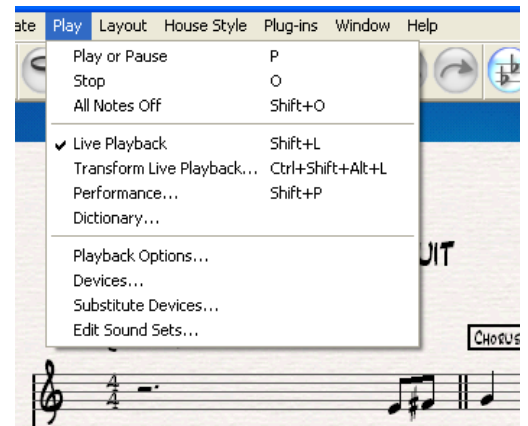 ate Play Layout House Style Plug-ins Window Help
Play or Pause P
Stop O
All Notes Off Shift+O
Live Playback Shift+L
Transform Live Playback... Ctrl+Shift+Alt+L
Performance... Shift+P
Dictionary...
Playback Options...
Devices...
Substitute Devices...
Edit Sound Sets...
UIT
CHORUS
4
4